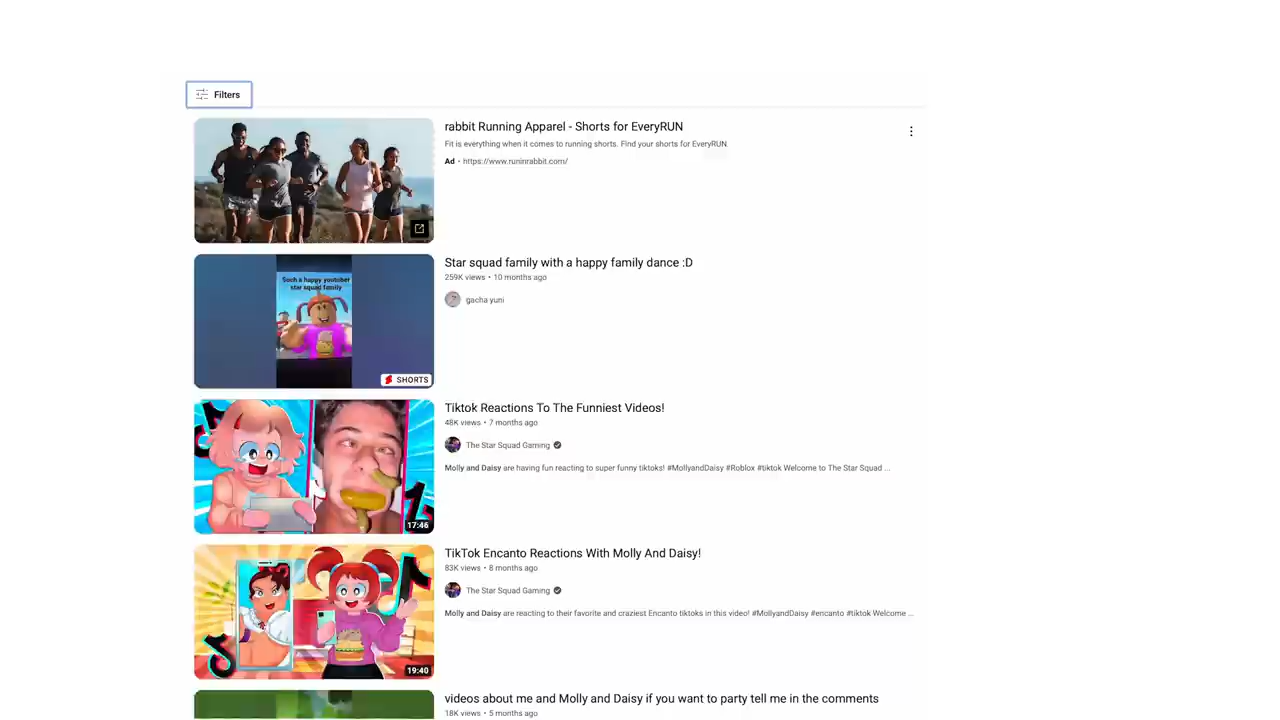 Filters
rabbit Running Apparel - Shorts for EveryRUN
Fit is everything when it comes to running shorts. Find your shorts for EveryRUN.
Ad • https://www.runinrabbit.com/
Such a happy youtober
star squad family
SHORTS
Star squad family with a happy family dance :D
259K views • 10 months ago
gacha yuni
17:46
Tiktok Reactions To The Funniest Videos!
48K views • 7 months ago
The Star Squad Gaming
Molly and Daisy are having fun reacting to super funny tiktoks! #MollyandDaisy #Roblox #tiktok Welcome to The Star Squad ...
19:40
TikTok Encanto Reactions With Molly And Daisy!
83K views • 8 months ago
The Star Squad Gaming
Molly and Daisy are reacting to their favorite and craziest Encanto tiktoks in this video! #MollyandDaisy #encanto #tiktok Welcome ...
videos about me and Molly and Daisy if you want to party tell me in the comments
18K views • 5 months ago